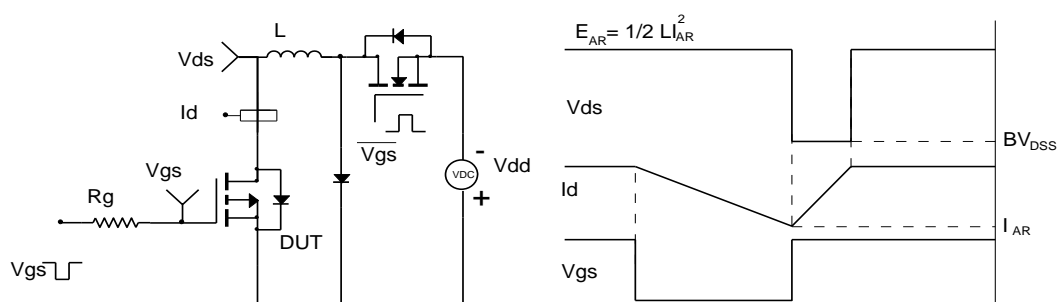 L
Vds
Id
Vgs
Rg
Vgs
DUT
Vgs
VDC
-
+
Vdd
E_AR = 1/2 LI_AR^2
Vds
BV_DSS
Id
I_AR
Vgs